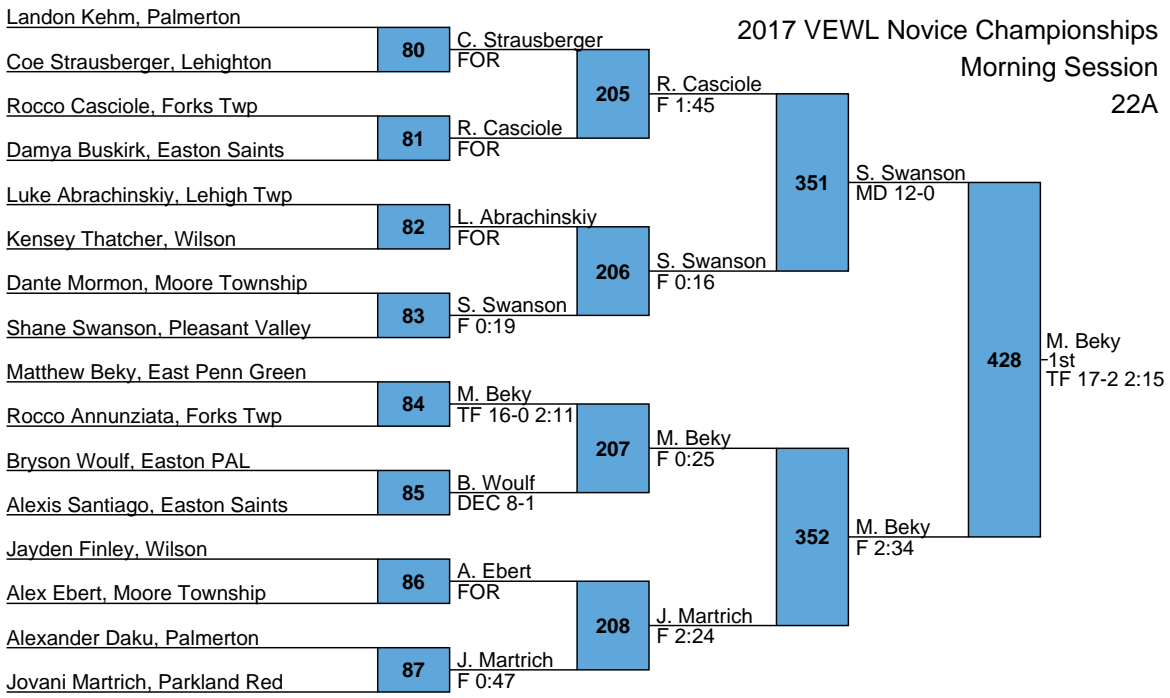 2017 VEWL Novice Championships
Morning Session
22A
Landon Kehm, Palmerton
Coe Strausberger, Lehighton
Rocco Casciole, Forks Twp
Damya Buskirk, Easton Saints
Luke Abrachinskiy, Lehigh Twp
Kensey Thatcher, Wilson
Dante Mormon, Moore Township
Shane Swanson, Pleasant Valley
Matthew Beky, East Penn Green
Rocco Annunziata, Forks Twp
Bryson Woulf, Easton PAL
Alexis Santiago, Easton Saints
Jayden Finley, Wilson
Alex Ebert, Moore Township
Alexander Daku, Palmerton
Jovani Martrich, Parkland Red
80
81
82
83
84
85
86
87
C. Strausberger
FOR
R. Casciole
FOR
L. Abrachinskiy
FOR
S. Swanson
F 0:19
M. Beky
TF 16-0 2:11
B. Woulf
DEC 8-1
A. Ebert
FOR
J. Martrich
F 0:47
205
206
207
208
R. Casciole
F 1:45
S. Swanson
F 0:16
M. Beky
F 0:25
J. Martrich
F 2:24
351
352
S. Swanson
MD 12-0
M. Beky
F 2:34
428
M. Beky
1st
TF 17-2 2:15